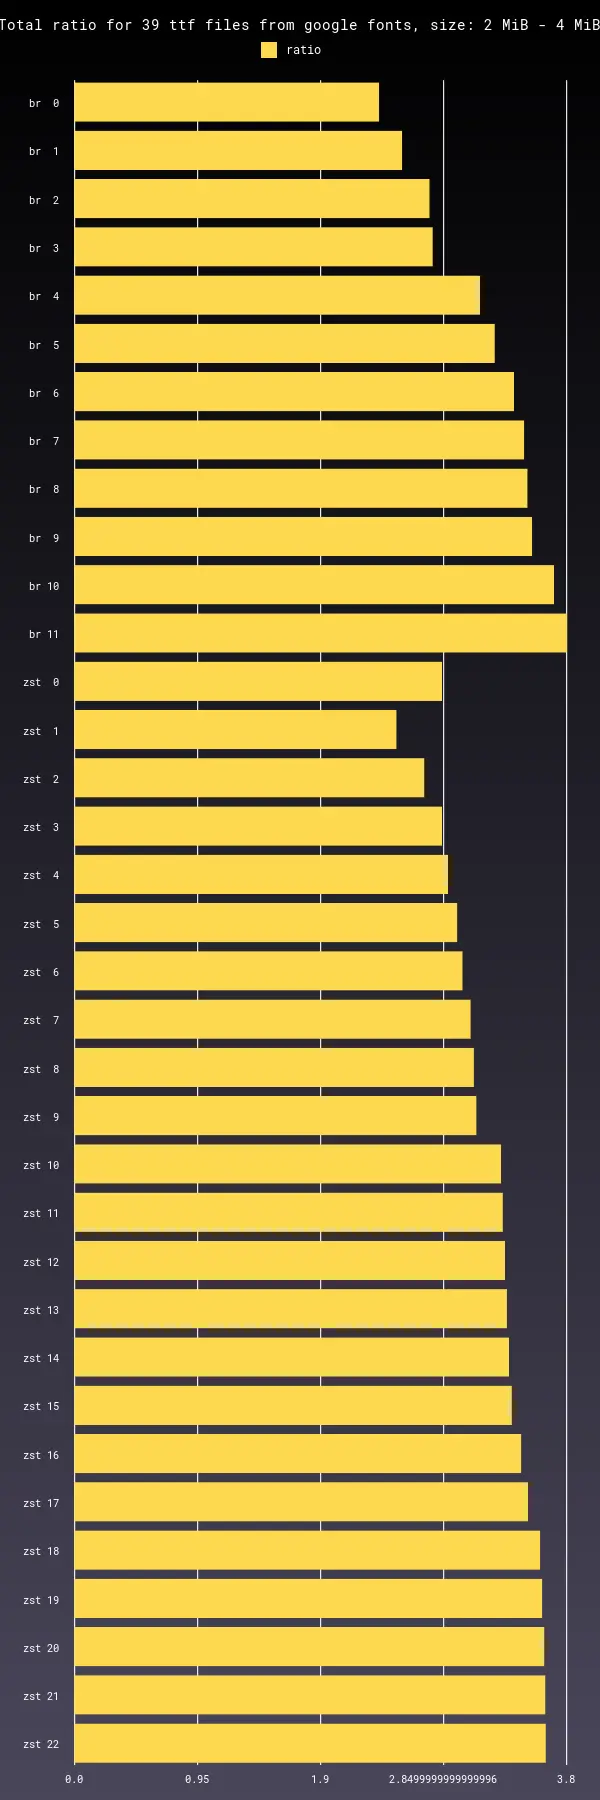 Total ratio for 39 ttf files from google fonts, size: 2 MiB - 4 MiB
ratio
br  0
br  1
br  2
br  3
br  4
br  5
br  6
br  7
br  8
br  9
br 10
br 11
zst  0
zst  1
zst  2
zst  3
zst  4
zst  5
zst  6
zst  7
zst  8
zst  9
zst 10
zst 11
zst 12
zst 13
zst 14
zst 15
zst 16
zst 17
zst 18
zst 19
zst 20
zst 21
zst 22
0.0 0.95 1.9 2.8499999999999996 3.8